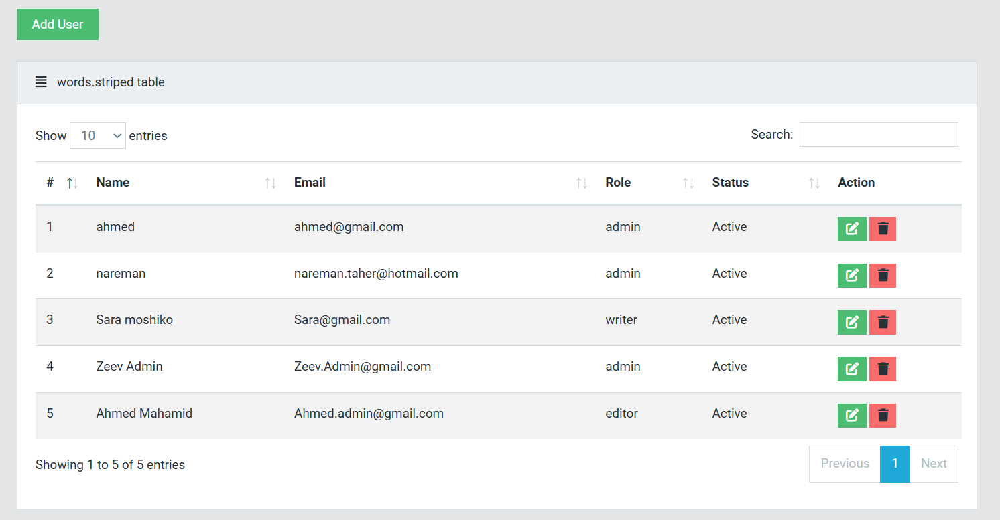 Add User
words.striped table
Show 10 entries Search:
# Name Email Role Status Action
1 ahmed ahmed@gmail.com admin Active
2 nareman nareman.taher@hotmail.com admin Active
3 Sara moshiko Sara@gmail.com writer Active
4 Zeev Admin Zeev.Admin@gmail.com admin Active
5 Ahmed Mahamid Ahmed.admin@gmail.com editor Active
Showing 1 to 5 of 5 entries Previous 1 Next